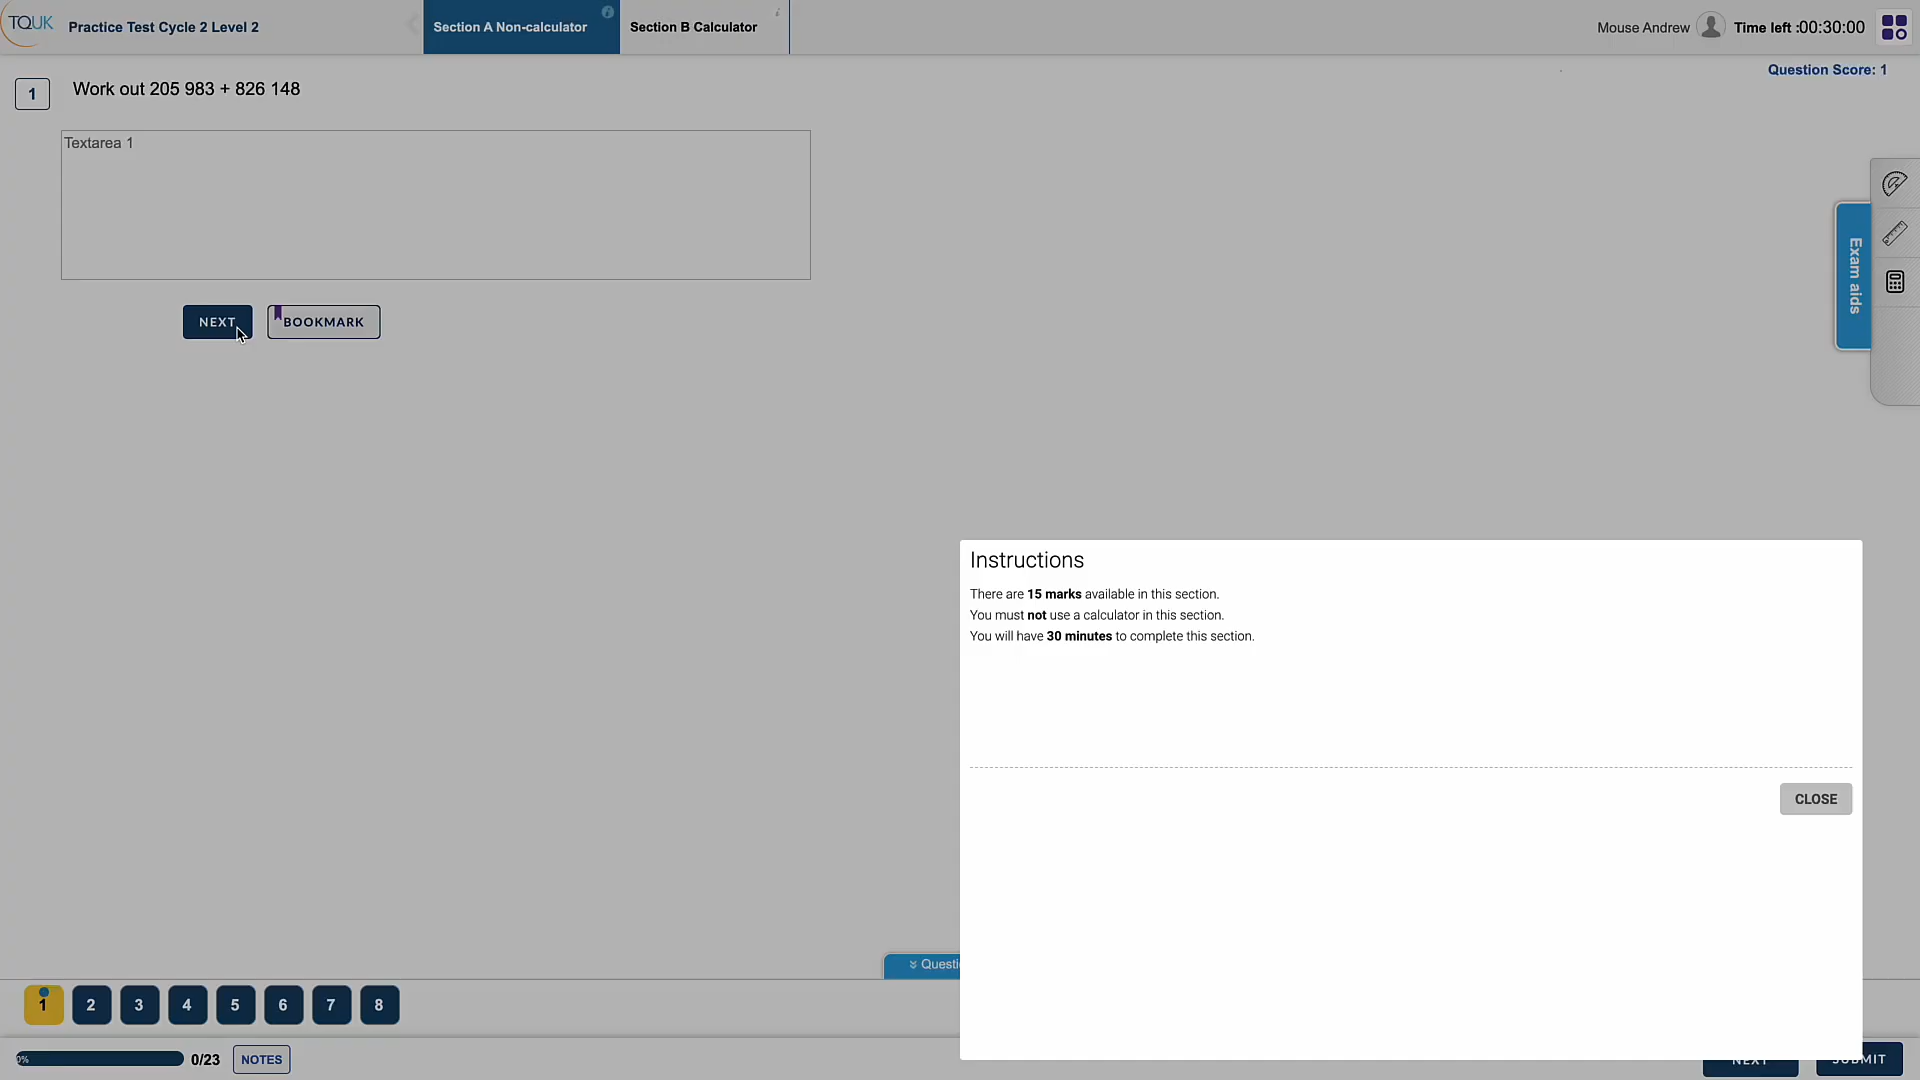 TQUK
Practice Test Cycle 2 Level 2
Section A Non-calculator
Section B Calculator
Mouse Andrew
Time left :00:30:00
Question Score: 1
1
Work out 205 983 + 826 148
Textarea 1
NEXT
BOOKMARK
Exam aids
Instructions
There are 15 marks available in this section.
You must not use a calculator in this section.
You will have 30 minutes to complete this section.
CLOSE
Questi
1 2 3 4 5 6 7 8
0%
0/23
NOTES
NEXT
SUBMIT